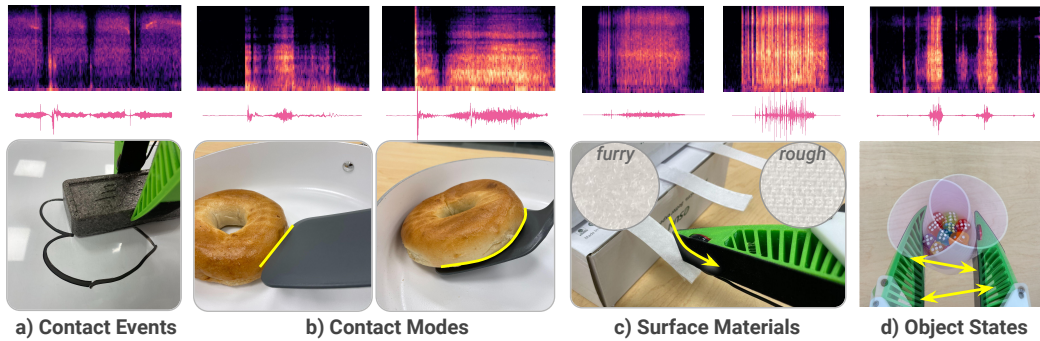 furry
rough
a) Contact Events
b) Contact Modes
c) Surface Materials
d) Object States